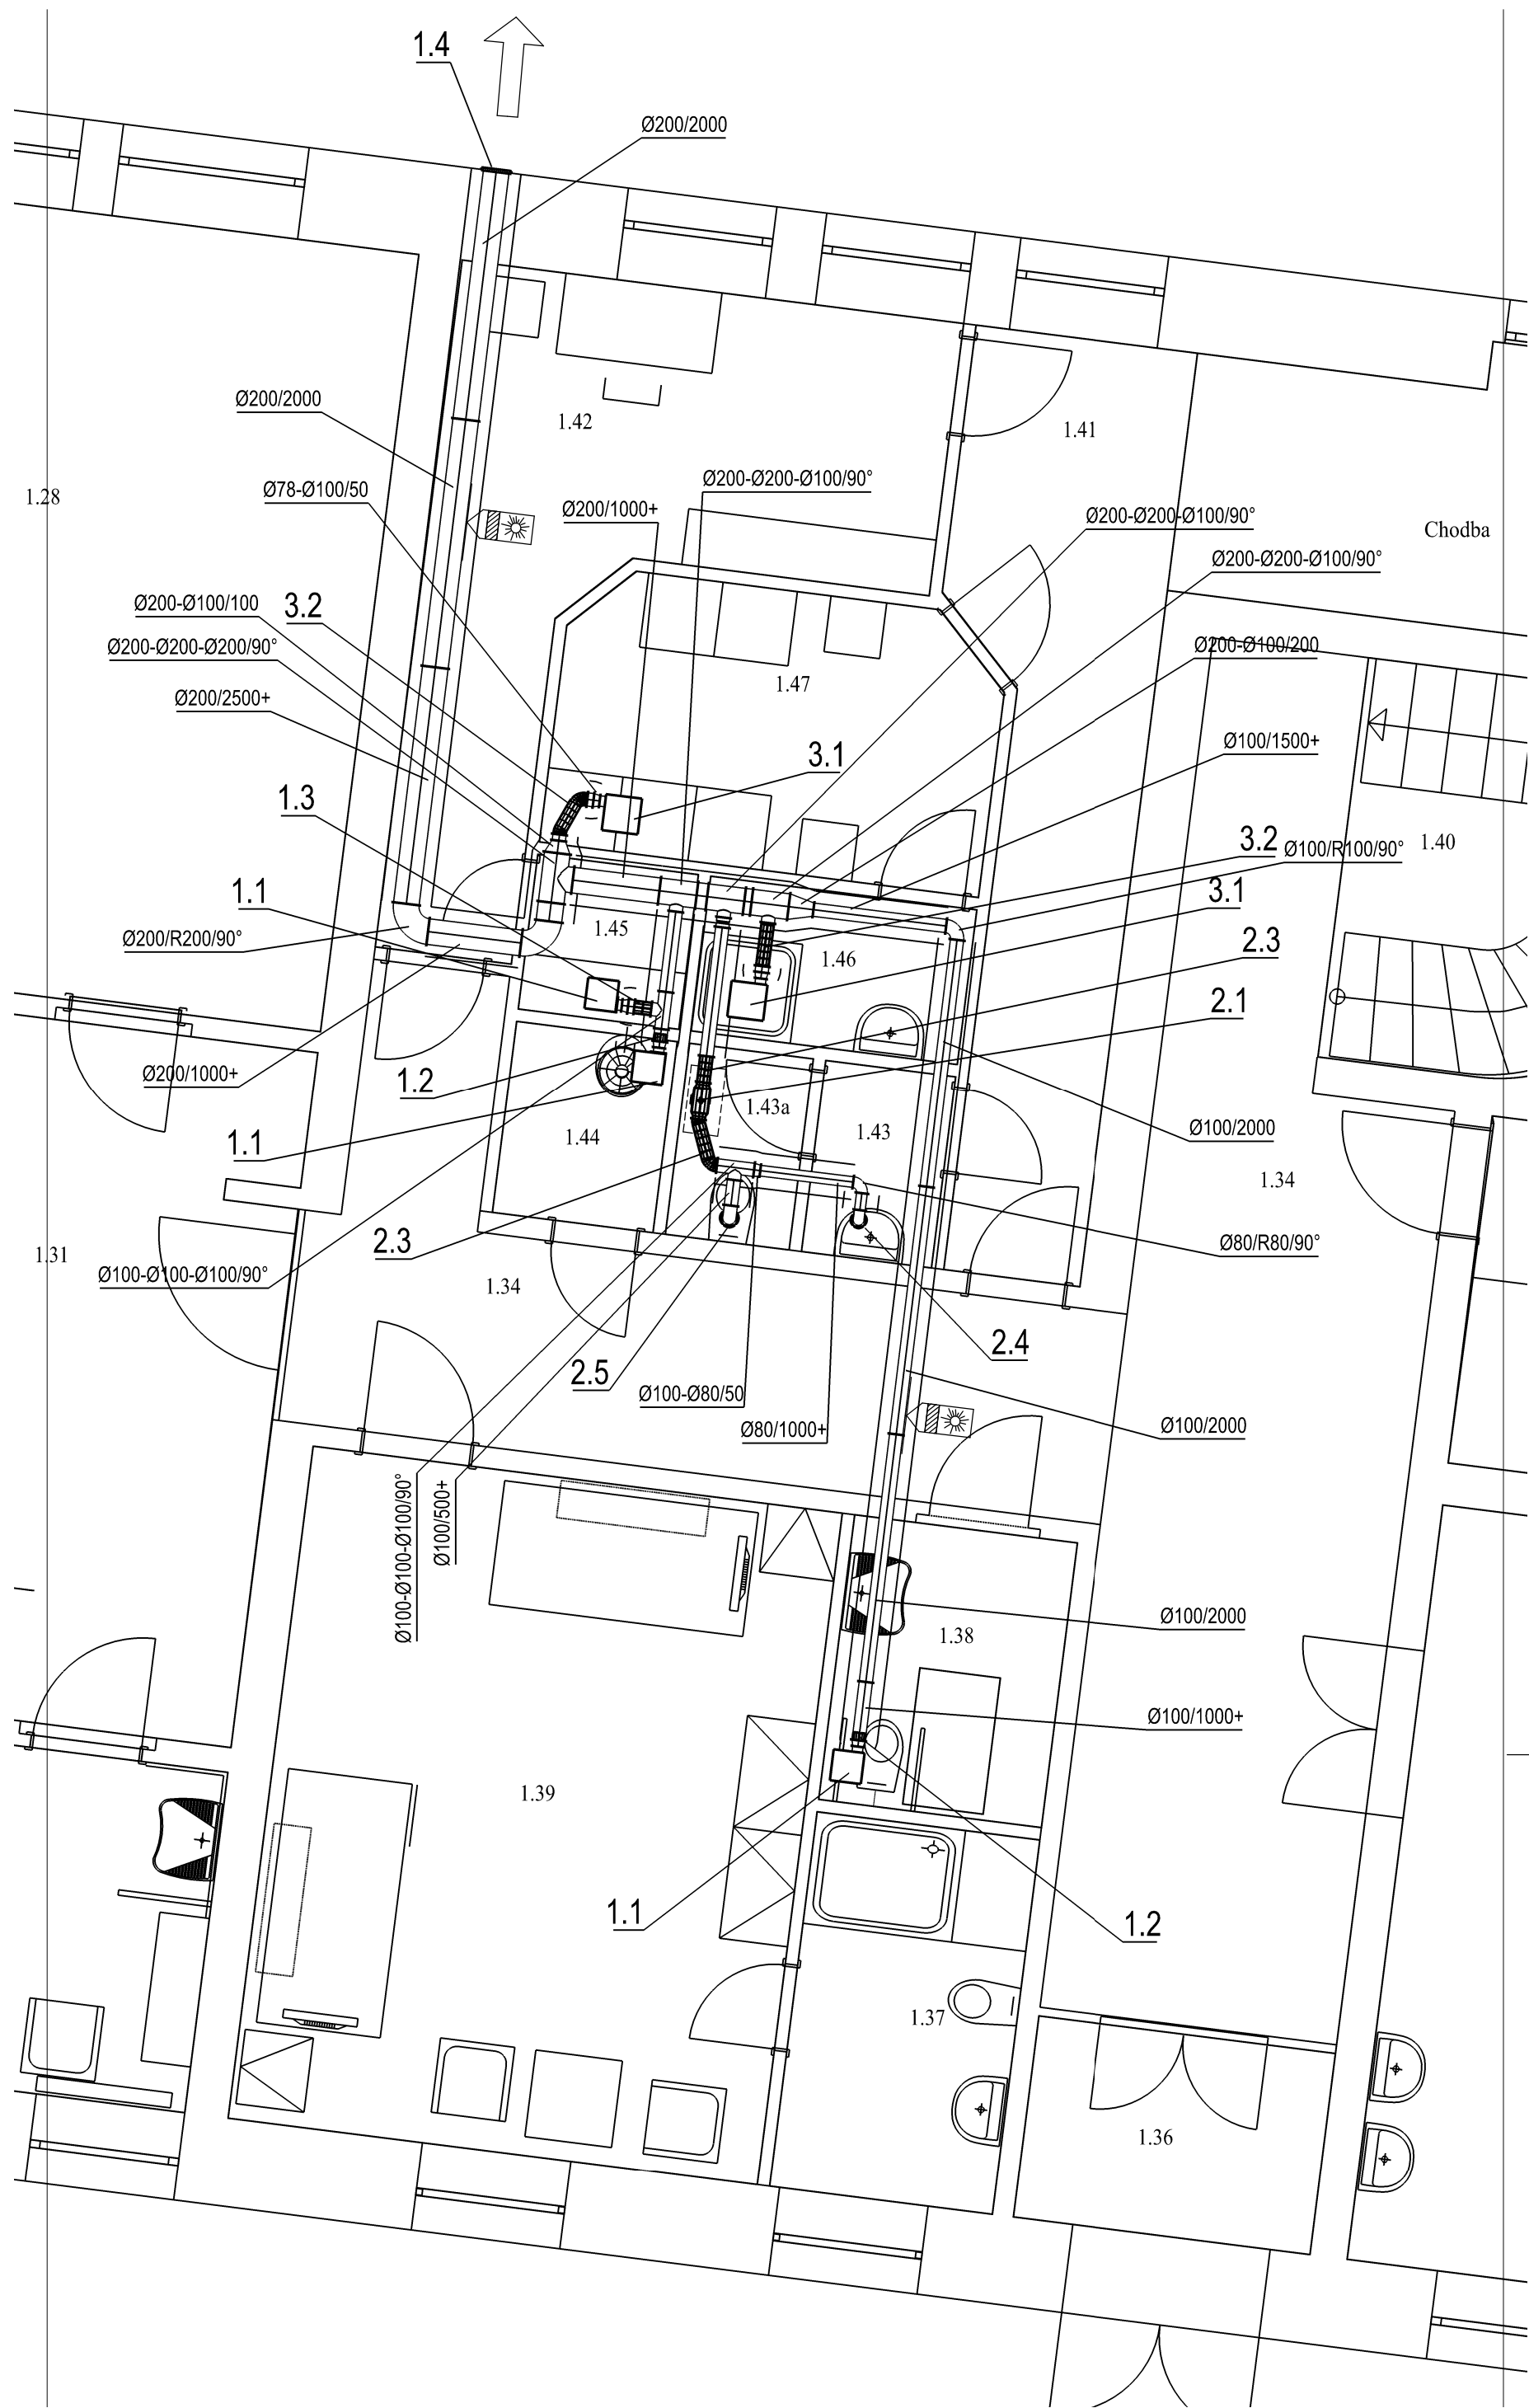 1.4
Ø200/2000
Ø200/2000
1.42
1.41
Ø78-Ø100/50
Ø200-Ø200-Ø100/90°
1.28
Ø200/1000+
Ø200-Ø200-Ø100/90°
Chodba
Ø200-Ø200-Ø100/90°
Ø200-Ø100/100
3.2
Ø200-Ø200-Ø200/90°
Ø200-Ø100/200
1.47
Ø200/2500+
Ø100/1500+
3.1
1.3
3.2
Ø100/R100/90°
1.40
1.1
3.1
1.45
Ø200/R200/90°
1.46
2.3
2.1
Ø200/1000+
1.2
1.43a
1.44
1.43
Ø100/2000
1.1
1.34
2.3
Ø80/R80/90°
1.31
Ø100-Ø100-Ø100/90°
1.34
2.4
2.5
Ø100-Ø80/50
Ø80/1000+
Ø100/2000
Ø100-Ø100-Ø100/90°
Ø100/500+
Ø100/2000
1.38
Ø100/1000+
1.39
1.1
1.2
1.37
1.36